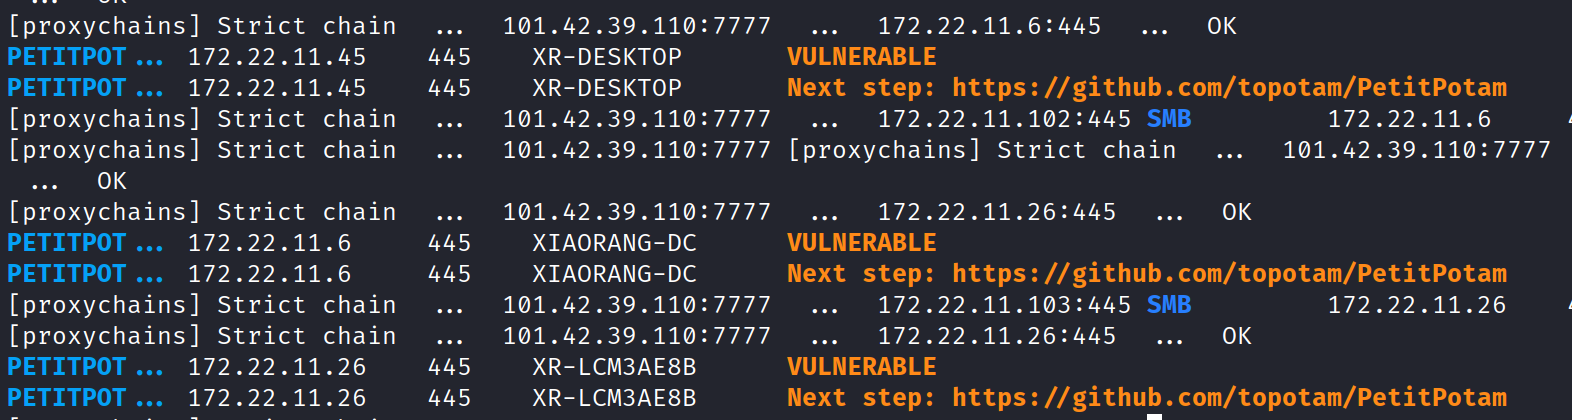 ... OK
[proxychains] Strict chain ... 101.42.39.110:7777 ... 172.22.11.6:445 ... OK
PETITPOT... 172.22.11.45 445 XR-DESKTOP VULNERABLE
PETITPOT... 172.22.11.45 445 XR-DESKTOP Next step: https://github.com/topotam/PetitPotam
[proxychains] Strict chain ... 101.42.39.110:7777 ... 172.22.11.102:445 SMB 172.22.11.6
[proxychains] Strict chain ... 101.42.39.110:7777 [proxychains] Strict chain ... 101.42.39.110:7777
... OK
[proxychains] Strict chain ... 101.42.39.110:7777 ... 172.22.11.26:445 ... OK
PETITPOT... 172.22.11.6 445 XIAORANG-DC VULNERABLE
PETITPOT... 172.22.11.6 445 XIAORANG-DC Next step: https://github.com/topotam/PetitPotam
[proxychains] Strict chain ... 101.42.39.110:7777 ... 172.22.11.103:445 SMB 172.22.11.26
[proxychains] Strict chain ... 101.42.39.110:7777 ... 172.22.11.26:445 ... OK
PETITPOT... 172.22.11.26 445 XR-LCM3AE8B VULNERABLE
PETITPOT... 172.22.11.26 445 XR-LCM3AE8B Next step: https://github.com/topotam/PetitPotam